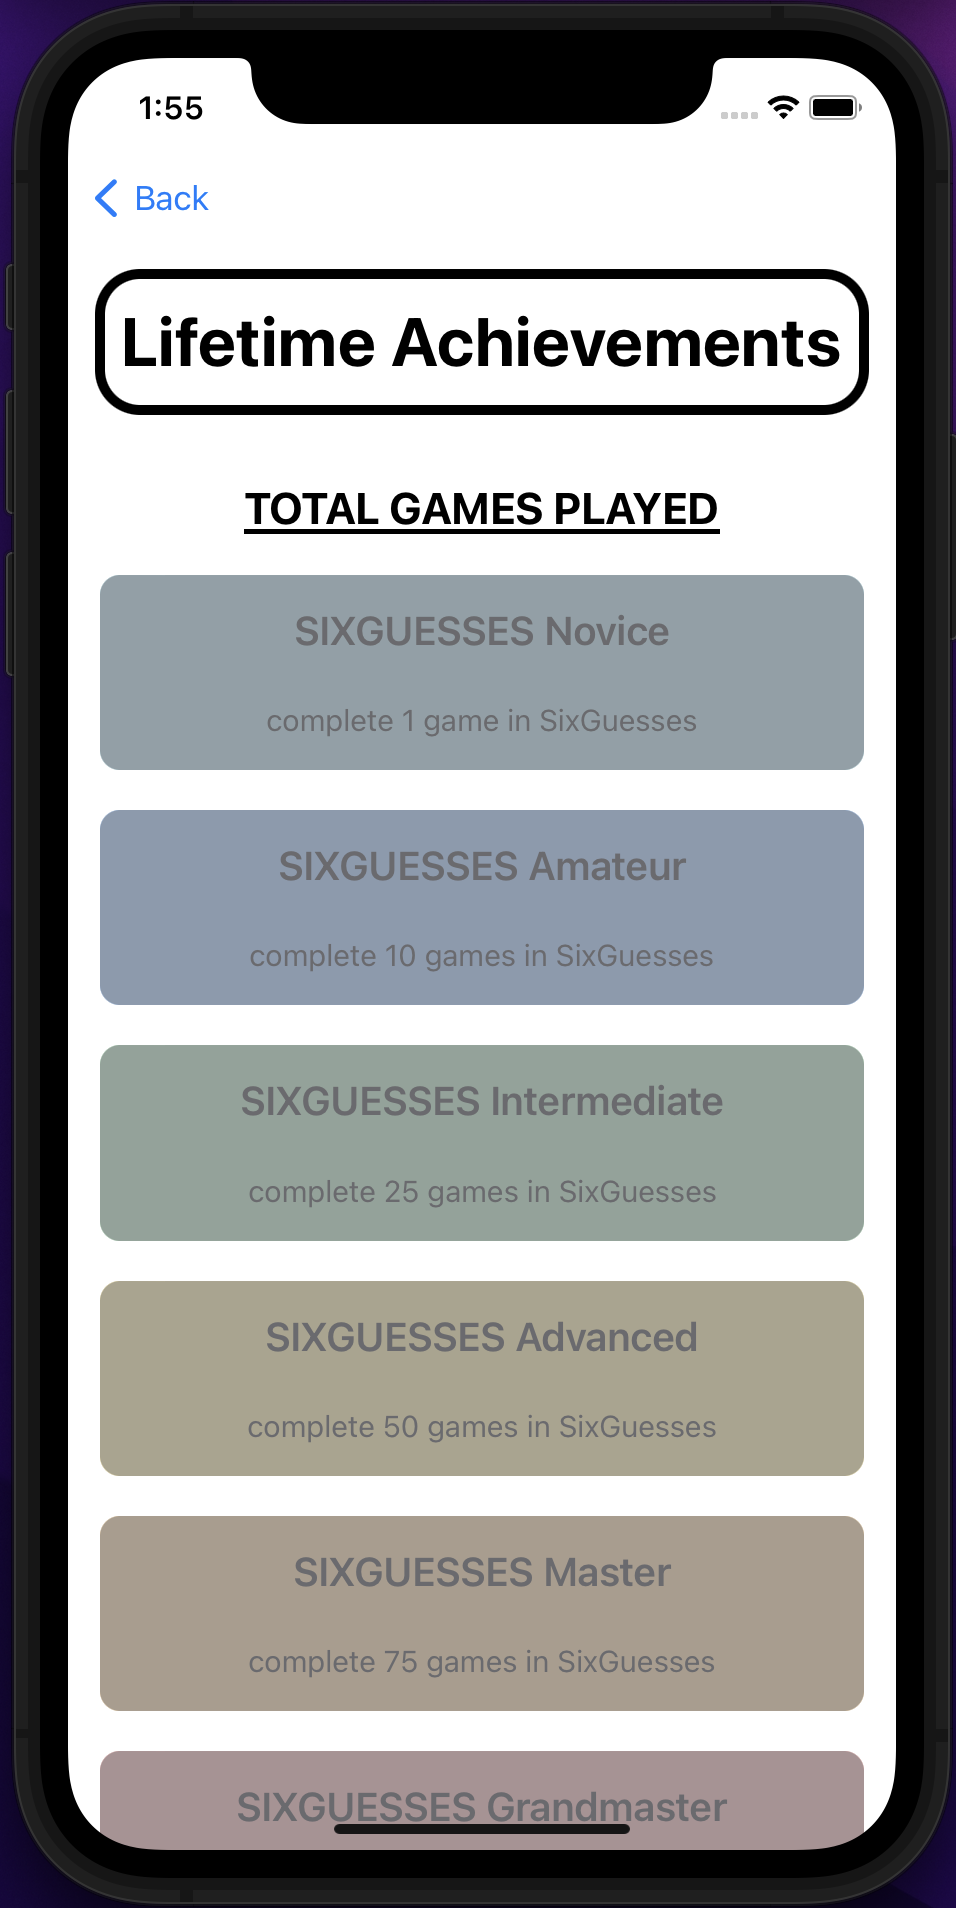 1:55
Back
Lifetime Achievements
TOTAL GAMES PLAYED
SIXGUESSES Novice
complete 1 game in SixGuesses
SIXGUESSES Amateur
complete 10 games in SixGuesses
SIXGUESSES Intermediate
complete 25 games in SixGuesses
SIXGUESSES Advanced
complete 50 games in SixGuesses
SIXGUESSES Master
complete 75 games in SixGuesses
SIXGUESSES Grandmaster